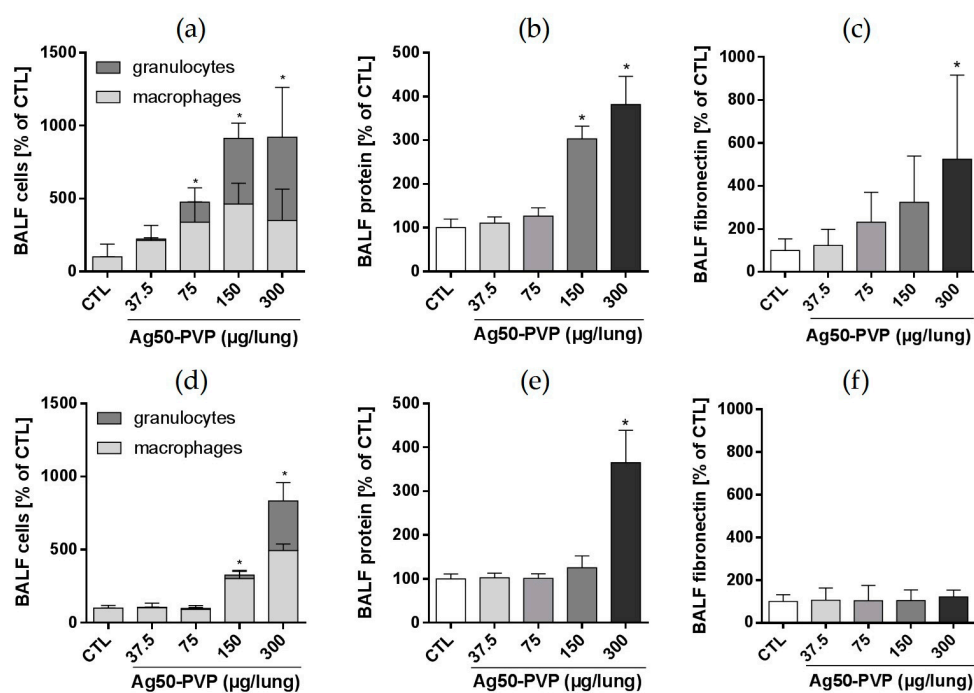 (a)
BALF cells [% of CTL]
1500
1000
500
0
granulocytes
macrophages
*
*
*
CTL
37.5
75
150
300
Ag50-PVP (µg/lung)
(b)
BALF protein [% of CTL]
500
400
300
200
100
0
*
*
CTL
37.5
75
150
300
Ag50-PVP (µg/lung)
(c)
BALF fibronectin [% of CTL]
1000
800
600
400
200
0
*
CTL
37.5
75
150
300
Ag50-PVP (µg/lung)
(d)
BALF cells [% of CTL]
1500
1000
500
0
granulocytes
macrophages
*
*
CTL
37.5
75
150
300
Ag50-PVP (µg/lung)
(e)
BALF protein [% of CTL]
500
400
300
200
100
0
*
CTL
37.5
75
150
300
Ag50-PVP (µg/lung)
(f)
BALF fibronectin [% of CTL]
1000
800
600
400
200
0
CTL
37.5
75
150
300
Ag50-PVP (µg/lung)